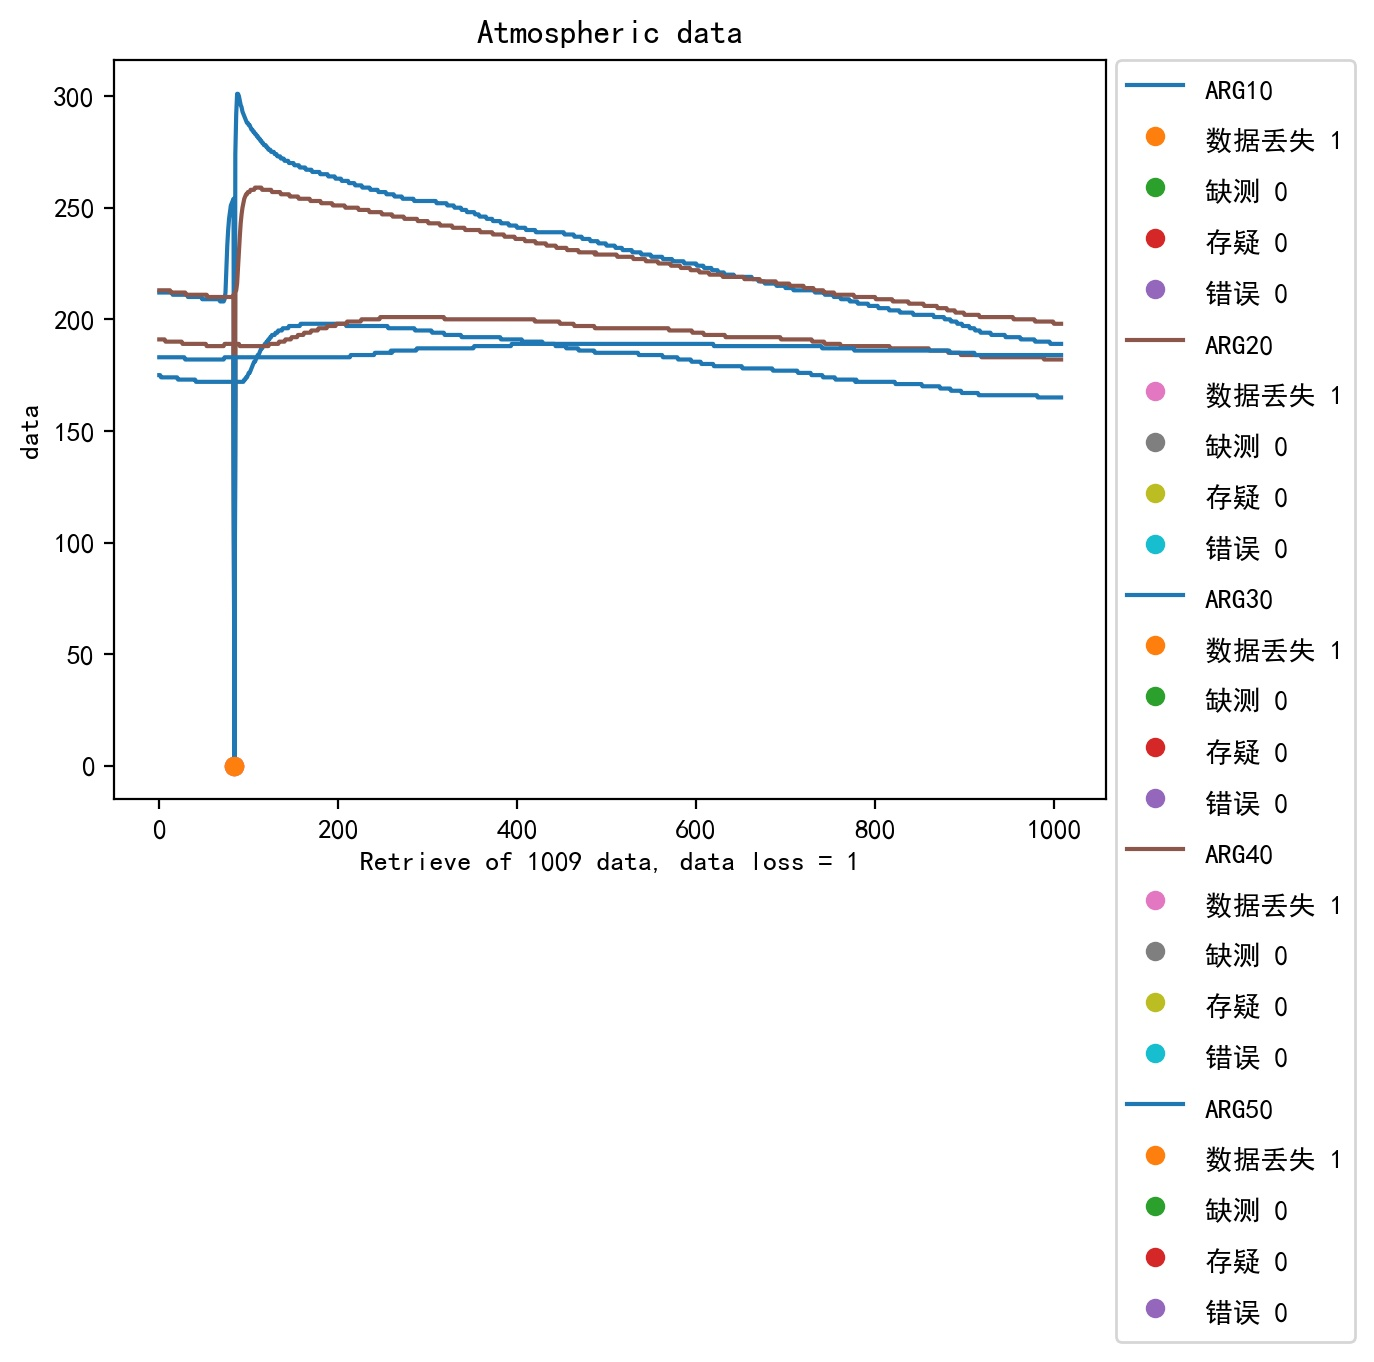 Atmospheric data
300
250
200
150
100
50
0
data
0 200 400 600 800 1000
Retrieve of 1009 data, data loss = 1
ARG10
数据丢失 1
缺测 0
存疑 0
错误 0
ARG20
数据丢失 1
缺测 0
存疑 0
错误 0
ARG30
数据丢失 1
缺测 0
存疑 0
错误 0
ARG40
数据丢失 1
缺测 0
存疑 0
错误 0
ARG50
数据丢失 1
缺测 0
存疑 0
错误 0